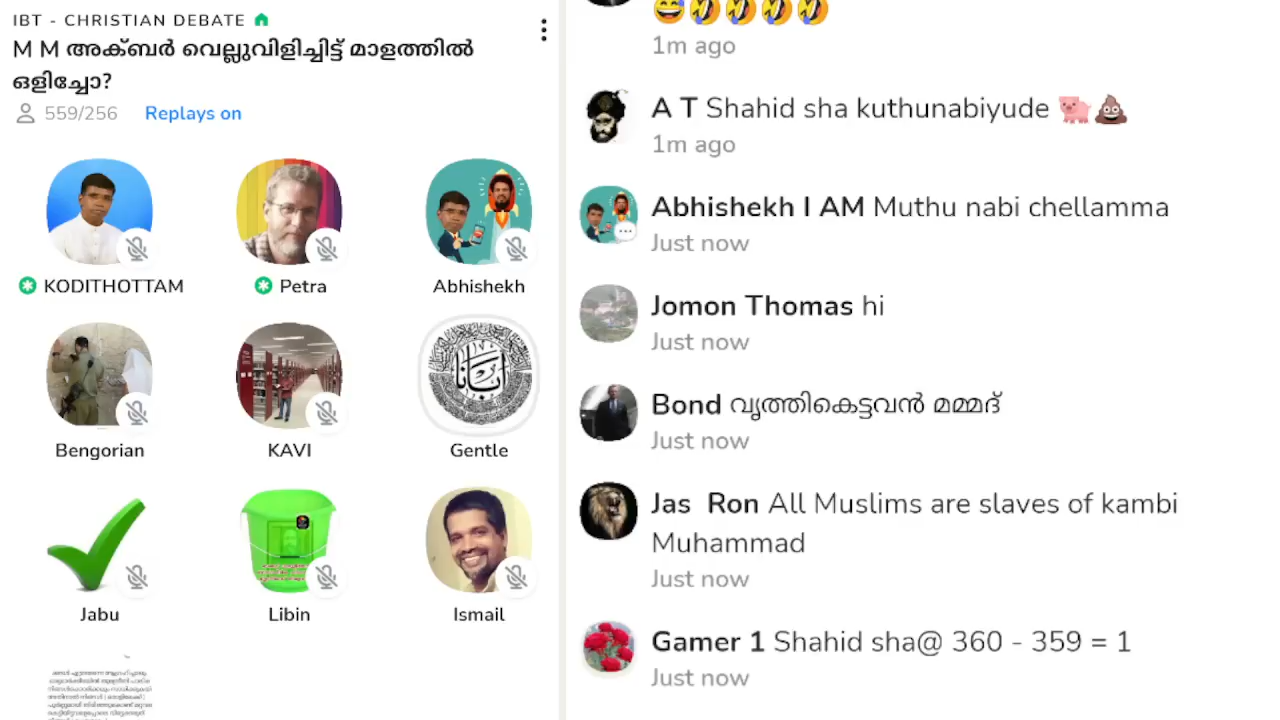 IBT - CHRISTIAN DEBATE
M M അക്ബർ വെല്ലുവിളിച്ചിട്ട് മാളത്തിൽ
ഒളിച്ചോ?
559/256 Replays on
KODITHOTTAM
Petra
Abhishekh
Bengorian
KAVI
Gentle
Jabu
Libin
Ismail
😅🤣🤣🤣🤣
1m ago
A T Shahid sha kuthunabiyude 🐖💩
1m ago
Abhishekh I AM Muthu nabi chellamma
Just now
Jomon Thomas hi
Just now
Bond വൃത്തികെട്ടവൻ മമ്മദ്
Just now
Jas Ron All Muslims are slaves of kambi
Muhammad
Just now
Gamer 1 Shahid sha@ 360 - 359 = 1
Just now